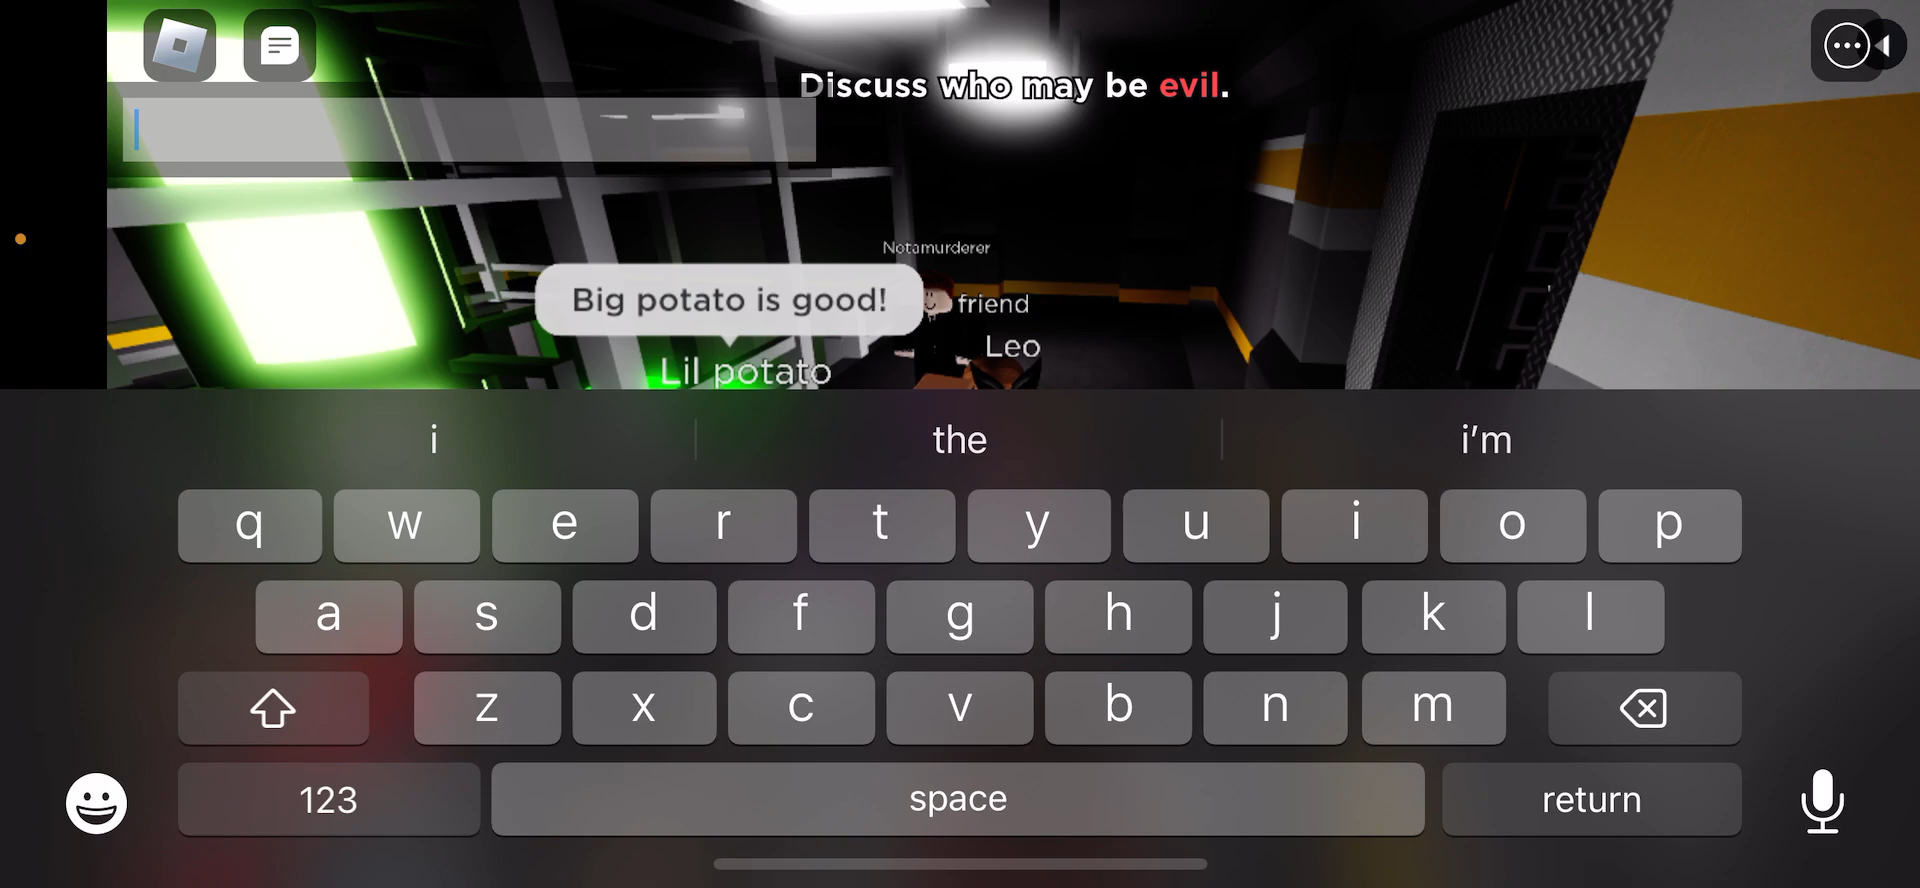 Discuss who may be evil.
Notamurderer
Big potato is good!
friend
Leo
Lil potato
i the i'm
q w e r t y u i o p
a s d f g h j k l
z x c v b n m
123 space return